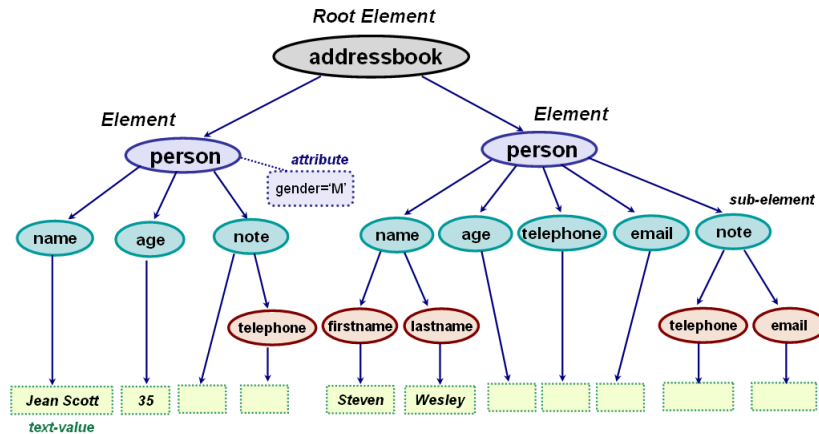 Root Element
addressbook
Element
Element
person
attribute
person
gender='M'
sub-element
name
age
note
name
age
telephone
email
note
telephone
firstname
lastname
telephone
email
Jean Scott
35
Steven
Wesley
text-value